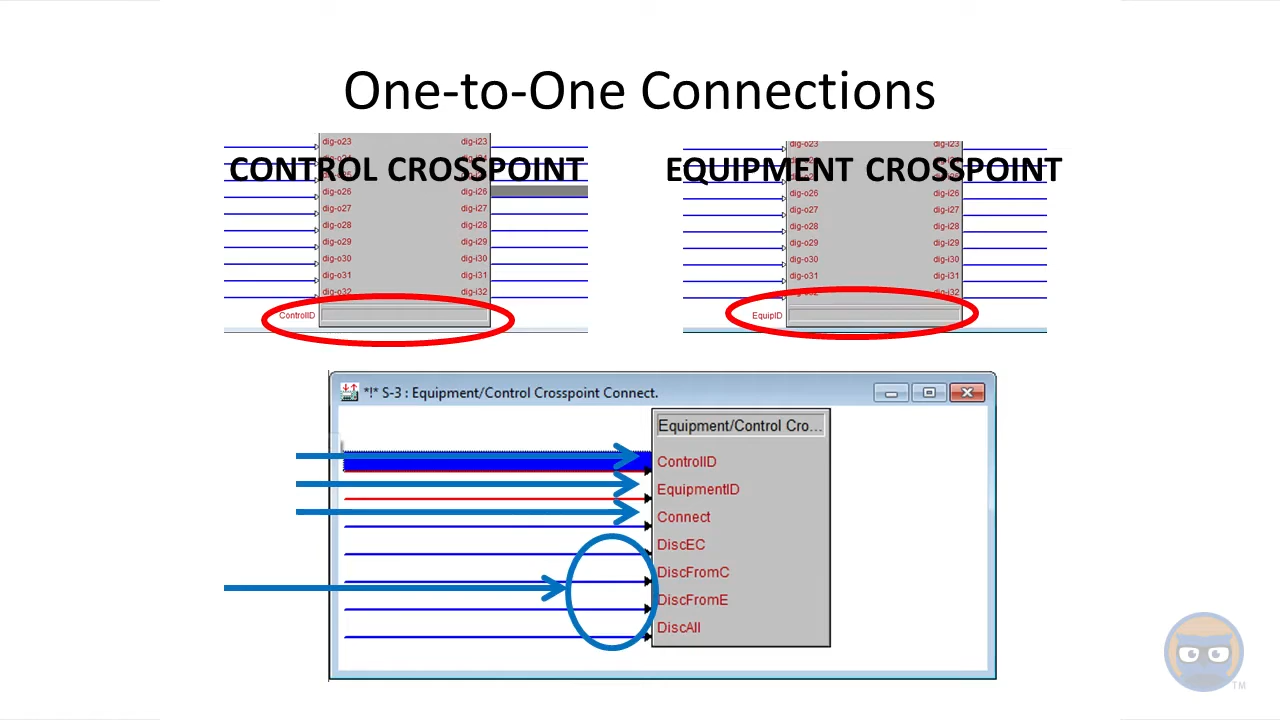 One-to-One Connections
CONTROL CROSSPOINT
dig-o23 dig-i23
dig-o26 dig-i26
dig-o27 dig-i27
dig-o28 dig-i28
dig-o29 dig-i29
dig-o30 dig-i30
dig-o31 dig-i31
dig-o32 dig-i32
ControlID
EQUIPMENT CROSSPOINT
dig-o23 dig-i23
dig-o26 dig-i26
dig-o27 dig-i27
dig-o28 dig-i28
dig-o29 dig-i29
dig-o30 dig-i30
dig-o31 dig-i31
dig-o32 dig-i32
EquipID
*!* S-3 : Equipment/Control Crosspoint Connect.
Equipment/Control Cro...
ControlID
EquipmentID
Connect
DiscEC
DiscFromC
DiscFromE
DiscAll
TM